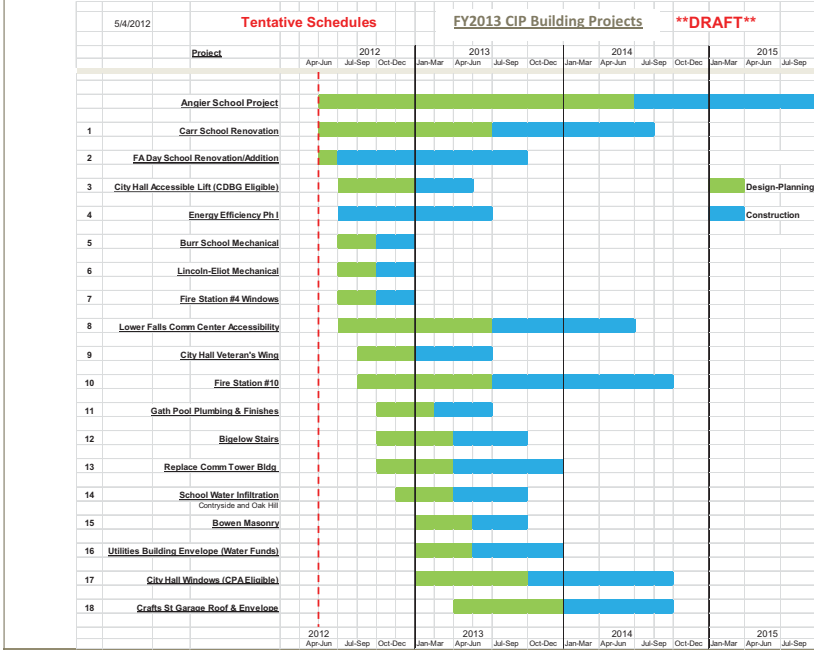 5/4/2012 Tentative Schedules FY2013 CIP Building Projects **DRAFT**
Project 2012 2013 2014 2015
Apr-Jun Jul-Sep Oct-Dec Jan-Mar Apr-Jun Jul-Sep Oct-Dec Jan-Mar Apr-Jun Jul-Sep Oct-Dec Jan-Mar Apr-Jun Jul-Sep
Angier School Project
1 Carr School Renovation
2 FA Day School Renovation/Addition
3 City Hall Accessible Lift (CDBG Eligible) Design-Planning
4 Energy Efficiency Ph I Construction
5 Burr School Mechanical
6 Lincoln-Eliot Mechanical
7 Fire Station #4 Windows
8 Lower Falls Comm Center Accessibility
9 City Hall Veteran's Wing
10 Fire Station #10
11 Gath Pool Plumbing & Finishes
12 Bigelow Stairs
13 Replace Comm Tower Bldg
14 School Water Infiltration
Contryside and Oak Hill
15 Bowen Masonry
16 Utilities Building Envelope (Water Funds)
17 City Hall Windows (CPA Eligible)
18 Crafts St Garage Roof & Envelope
2012 2013 2014 2015
Apr-Jun Jul-Sep Oct-Dec Jan-Mar Apr-Jun Jul-Sep Oct-Dec Jan-Mar Apr-Jun Jul-Sep Oct-Dec Jan-Mar Apr-Jun Jul-Sep